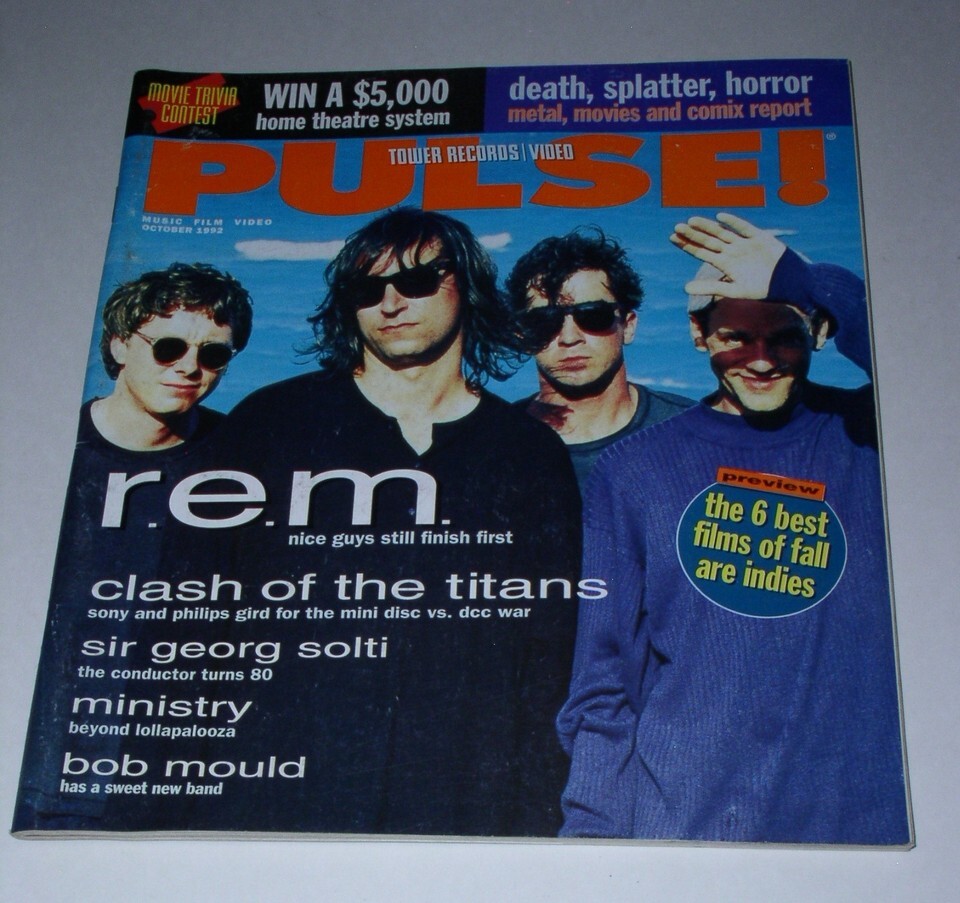 MOVIE TRIVIA
CONTEST
WIN A $5,000
home theatre system
death, splatter, horror
metal, movies and comix report
TOWER RECORDS | VIDEO
PULSE!®
MUSIC FILM VIDEO
OCTOBER 1992
r.e.m.
nice guys still finish first
preview
the 6 best
films of fall
are indies
clash of the titans
sony and philips gird for the mini disc vs. dcc war
sir georg solti
the conductor turns 80
ministry
beyond lollapalooza
bob mould
has a sweet new band